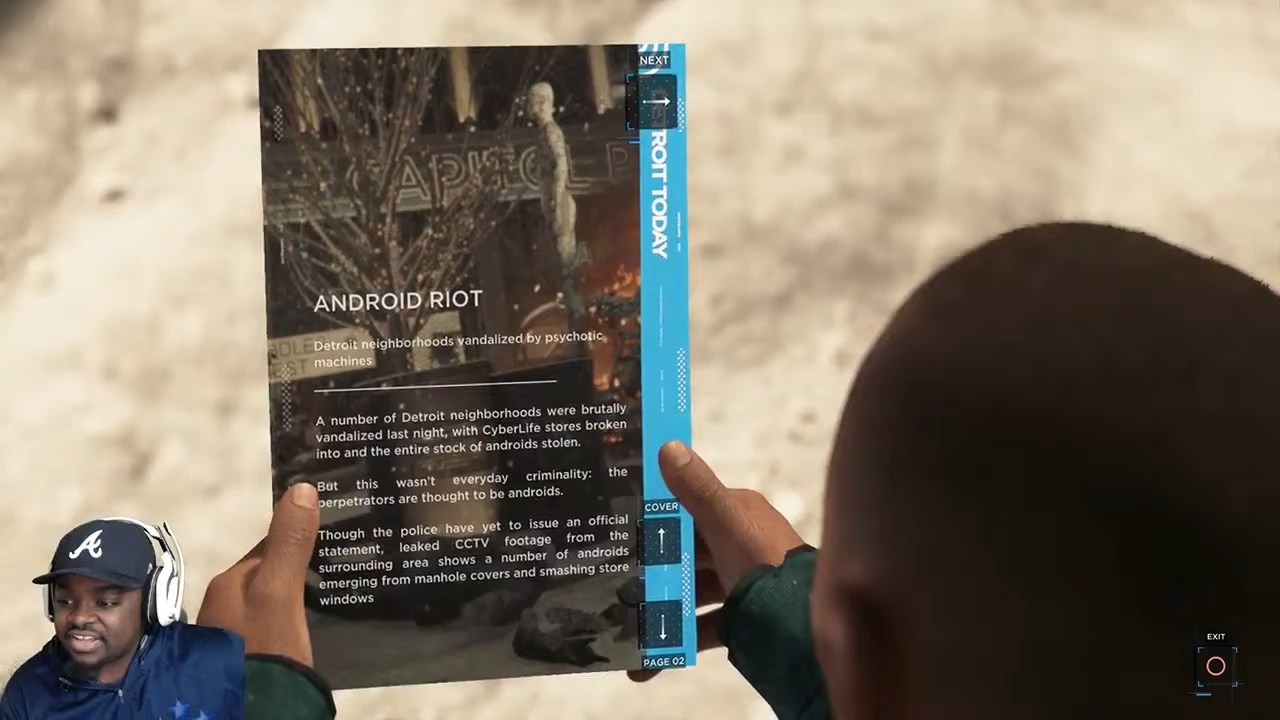 NEXT
DETROIT TODAY
CAPITOL P
ANDROID RIOT
Detroit neighborhoods vandalized by psychotic
machines
A number of Detroit neighborhoods were brutally
vandalized last night, with CyberLife stores broken
into and the entire stock of androids stolen.
But this wasn't everyday criminality: the
perpetrators are thought to be androids.
Though the police have yet to issue an official
statement, leaked CCTV footage from the
surrounding area shows a number of androids
emerging from manhole covers and smashing store
windows
COVER
PAGE 02
A
EXIT